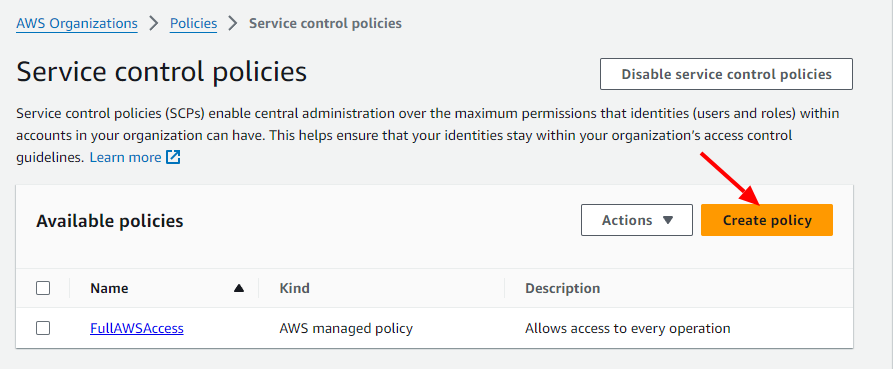 AWS Organizations > Policies > Service control policies
Service control policies
Disable service control policies
Service control policies (SCPs) enable central administration over the maximum permissions that identities (users and roles) within
accounts in your organization can have. This helps ensure that your identities stay within your organization’s access control
guidelines. Learn more
Available policies
Actions
Create policy
Name Kind Description
FullAWSAccess AWS managed policy Allows access to every operation